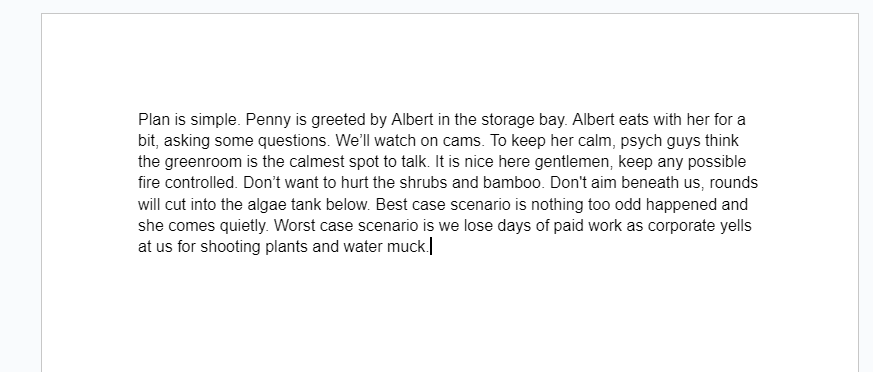 Plan is simple. Penny is greeted by Albert in the storage bay. Albert eats with her for a
bit, asking some questions. We’ll watch on cams. To keep her calm, psych guys think
the greenroom is the calmest spot to talk. It is nice here gentlemen, keep any possible
fire controlled. Don’t want to hurt the shrubs and bamboo. Don't aim beneath us, rounds
will cut into the algae tank below. Best case scenario is nothing too odd happened and
she comes quietly. Worst case scenario is we lose days of paid work as corporate yells
at us for shooting plants and water muck.